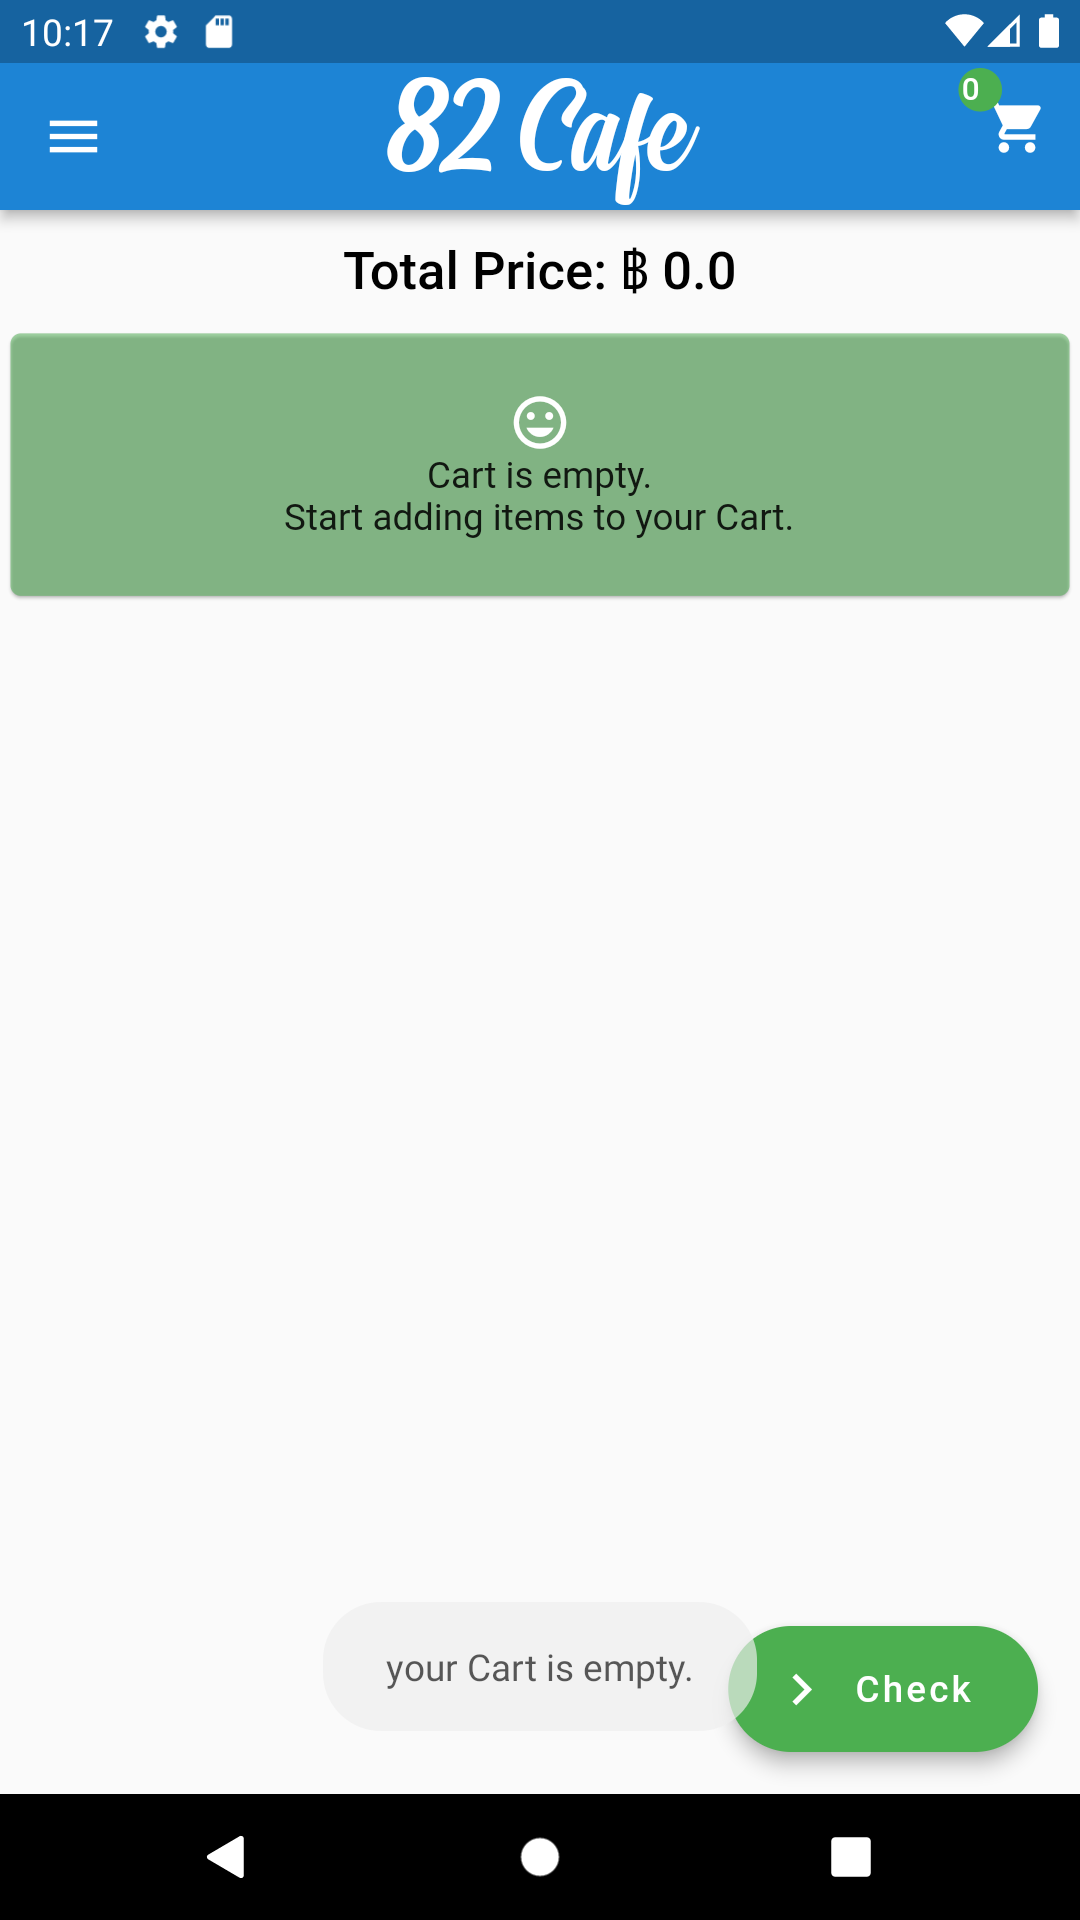 10:17
82 Cafe
0
Total Price: ฿ 0.0
Cart is empty.
Start adding items to your Cart.
your Cart is empty.
Check